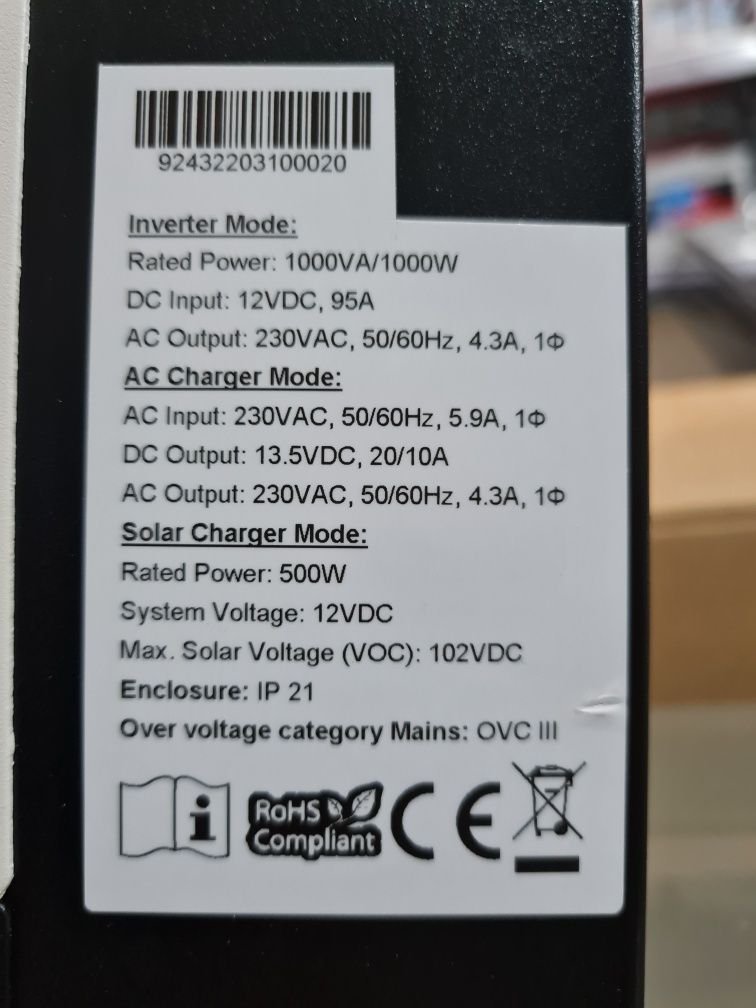 92432203100020
Inverter Mode:
Rated Power: 1000VA/1000W
DC Input: 12VDC, 95A
AC Output: 230VAC, 50/60Hz, 4.3A, 1Φ
AC Charger Mode:
AC Input: 230VAC, 50/60Hz, 5.9A, 1Φ
DC Output: 13.5VDC, 20/10A
AC Output: 230VAC, 50/60Hz, 4.3A, 1Φ
Solar Charger Mode:
Rated Power: 500W
System Voltage: 12VDC
Max. Solar Voltage (VOC): 102VDC
Enclosure: IP 21
Over voltage category Mains: OVC III
i
RoHS
Compliant
CE